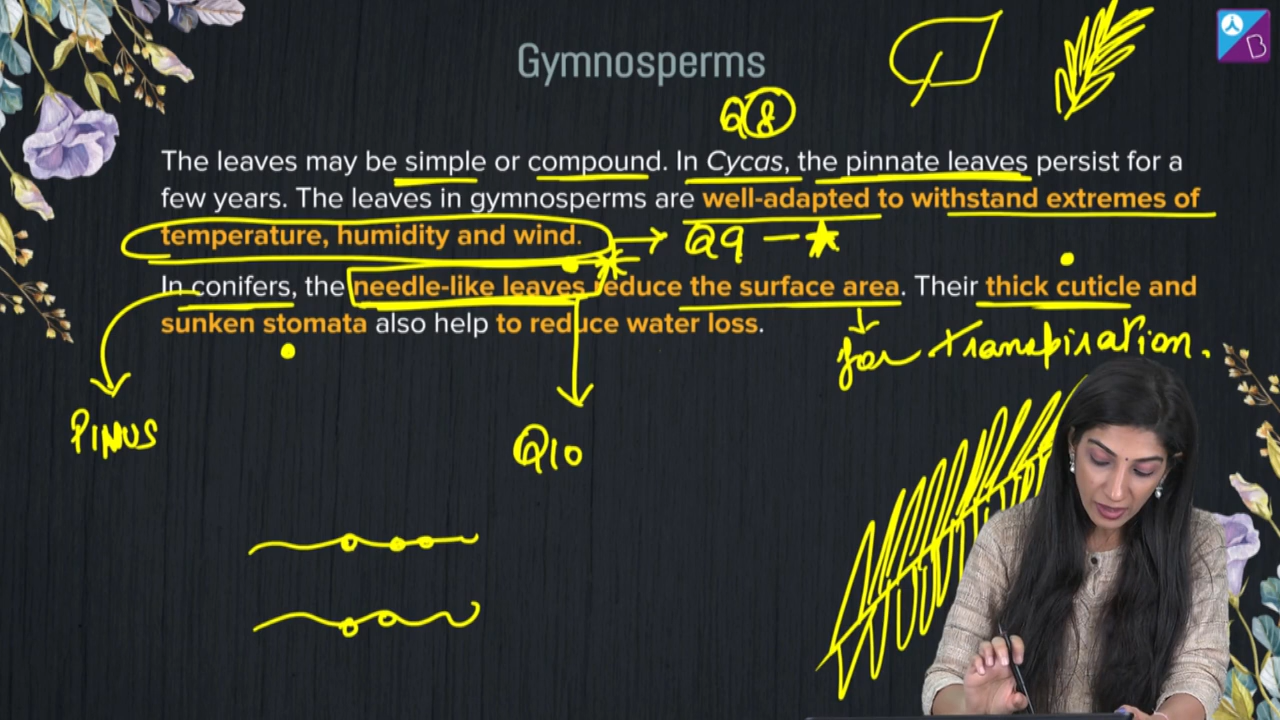 Gymnosperms
B
Q8
The leaves may be simple or compound. In Cycas, the pinnate leaves persist for a
few years. The leaves in gymnosperms are well-adapted to withstand extremes of
temperature, humidity and wind.
Q9 –
In conifers, the needle-like leaves reduce the surface area. Their thick cuticle and
sunken stomata also help to reduce water loss.
for transpiration.
PINUS
Q10